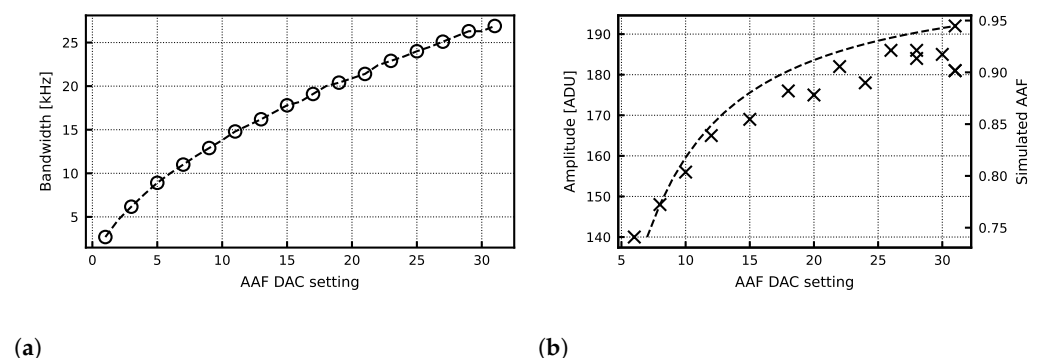 25
20
15
10
5
Bandwidth [kHz]
0 5 10 15 20 25 30
AAF DAC setting
190
180
170
160
150
140
Amplitude [ADU]
0.95
0.90
0.85
0.80
0.75
Simulated AAF
5 10 15 20 25 30
AAF DAC setting
(a) (b)